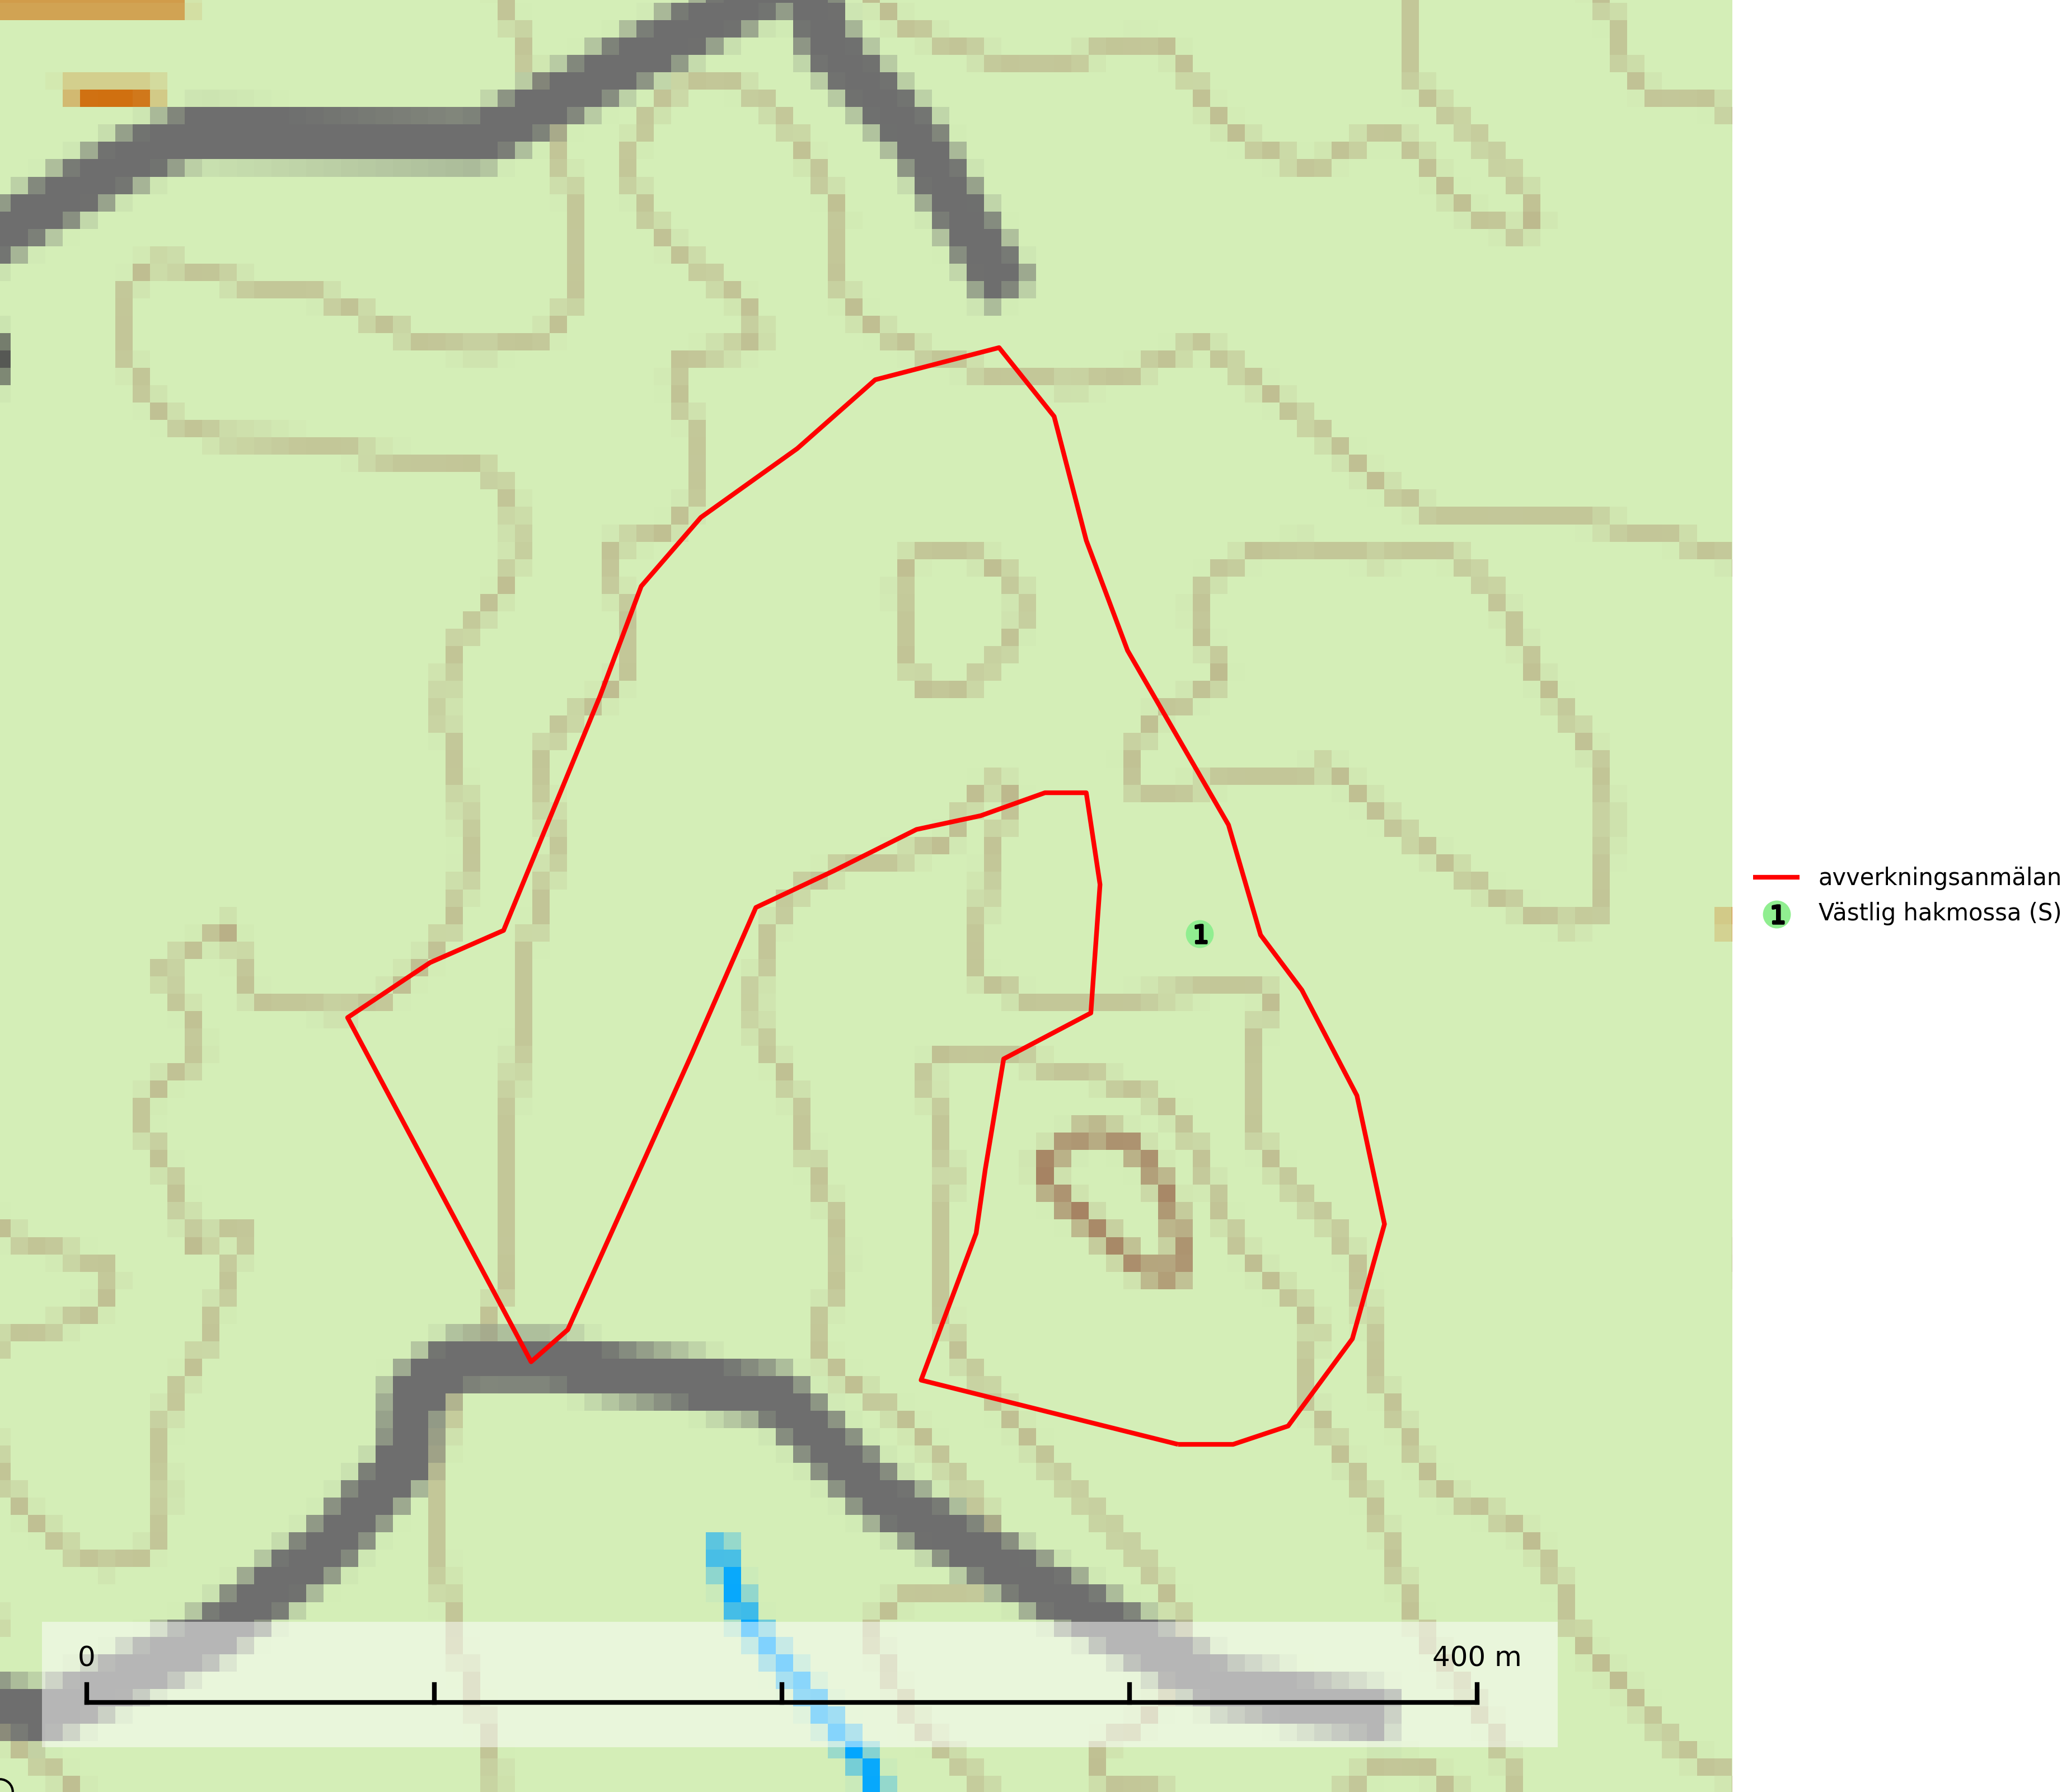 1
avverkningsanmälan
1 Västlig hakmossa (S)
0 400 m